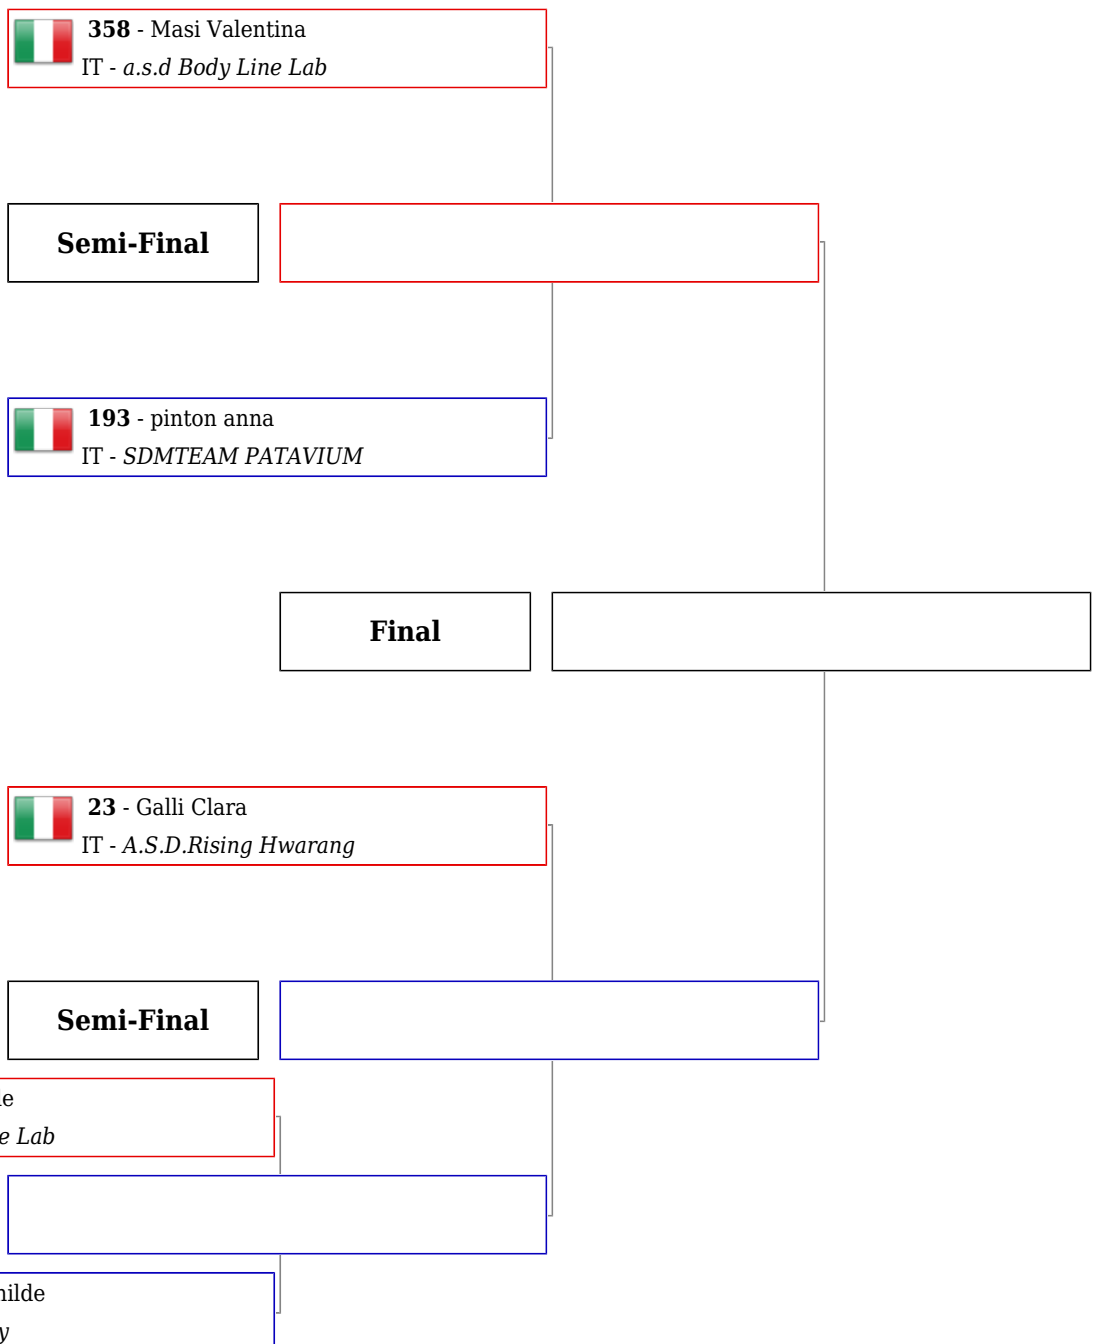 358 - Masi Valentina
IT - a.s.d Body Line Lab
Semi-Final
193 - pinton anna
IT - SDMTEAM PATAVIUM
Final
23 - Galli Clara
IT - A.S.D.Rising Hwarang
Semi-Final
Lab